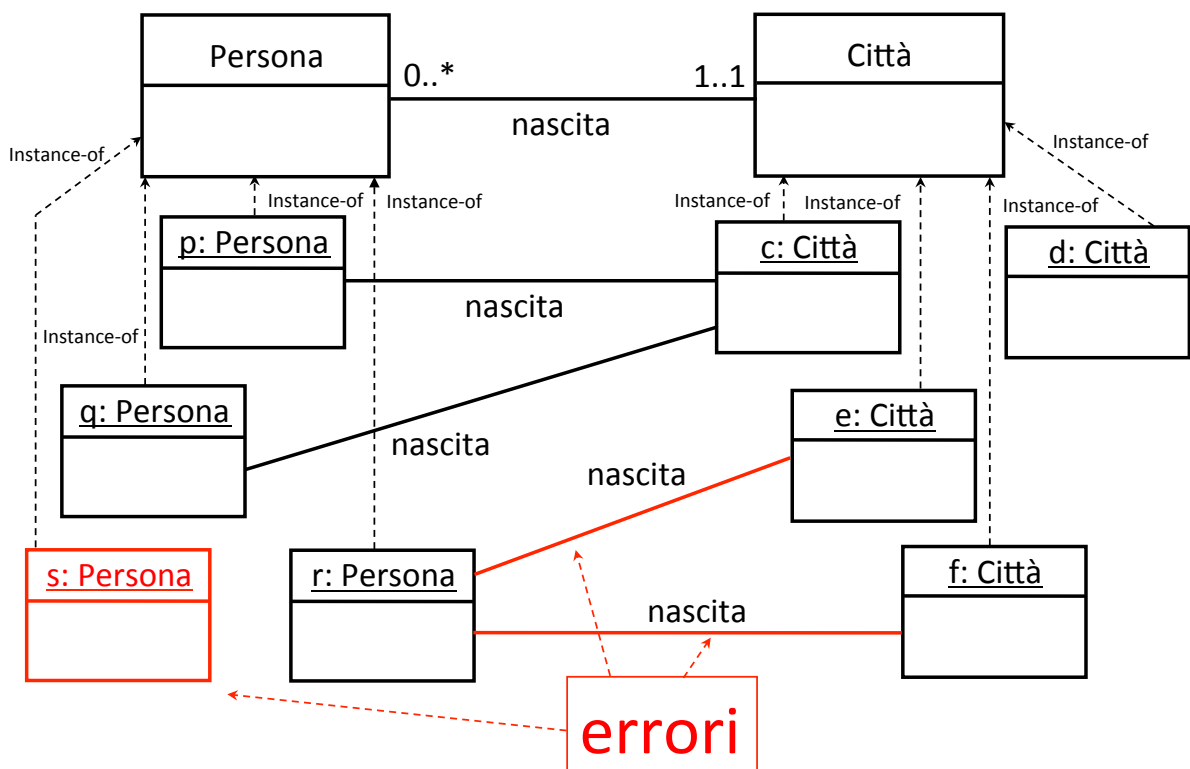 Persona
Città
0..*
1..1
nascita
Instance-of
Instance-of
Instance-of
Instance-of
Instance-of
Instance-of
Instance-of
p: Persona
c: Città
d: Città
nascita
Instance-of
q: Persona
e: Città
nascita
nascita
s: Persona
r: Persona
f: Città
nascita
errori